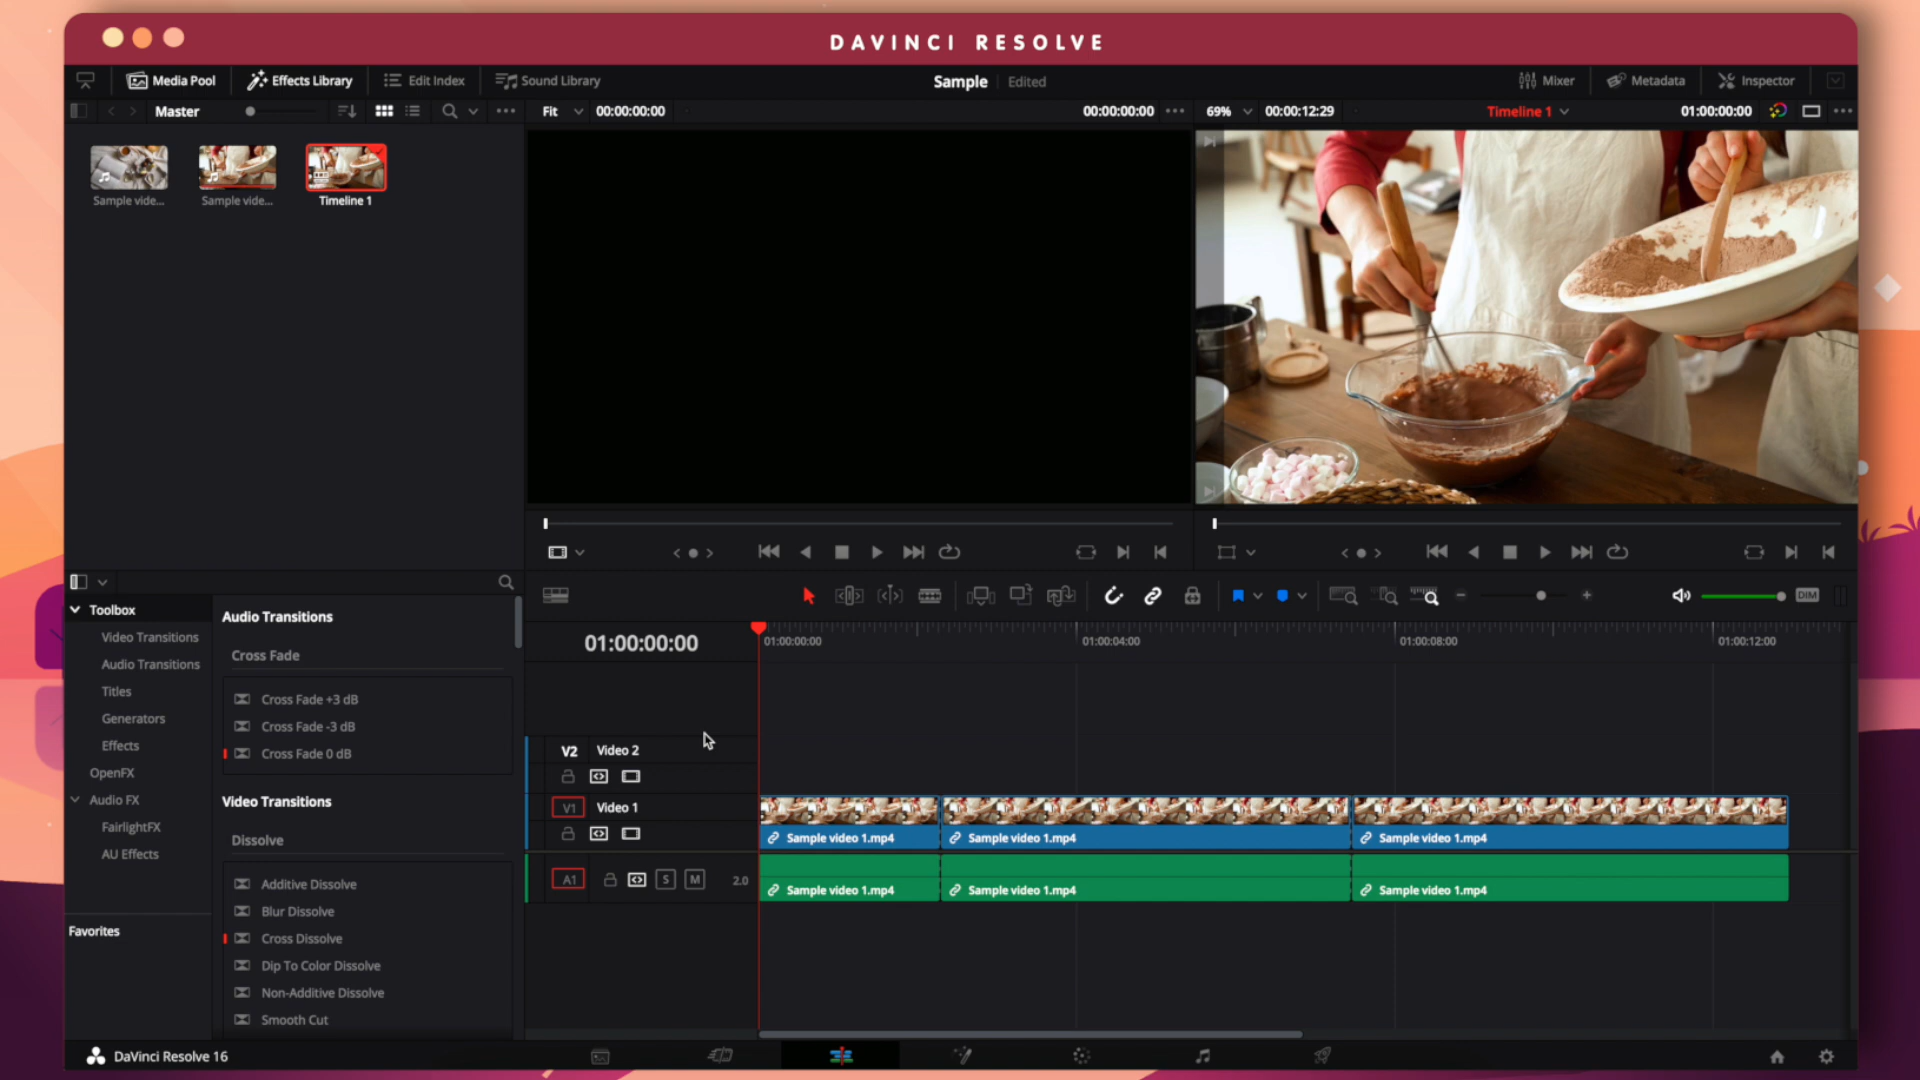 DAVINCI RESOLVE
Media Pool
Effects Library
Edit Index
Sound Library
Sample
Edited
Mixer
Metadata
Inspector
Master
Fit
00:00:00:00
00:00:00:00
69%
00:00:12:29
Timeline 1
01:00:00:00
Sample vide...
Sample vide...
Timeline 1
Toolbox
Video Transitions
Audio Transitions
Titles
Generators
Effects
OpenFX
Audio FX
FairlightFX
AU Effects
Favorites
Audio Transitions
Cross Fade
Cross Fade +3 dB
Cross Fade -3 dB
Cross Fade 0 dB
Video Transitions
Dissolve
Additive Dissolve
Blur Dissolve
Cross Dissolve
Dip To Color Dissolve
Non-Additive Dissolve
Smooth Cut
DIM
01:00:00:00
01:00:00:00
01:00:04:00
01:00:08:00
01:00:12:00
V2
Video 2
V1
Video 1
Sample video 1.mp4
Sample video 1.mp4
Sample video 1.mp4
A1
S
M
2.0
Sample video 1.mp4
Sample video 1.mp4
Sample video 1.mp4
DaVinci Resolve 16